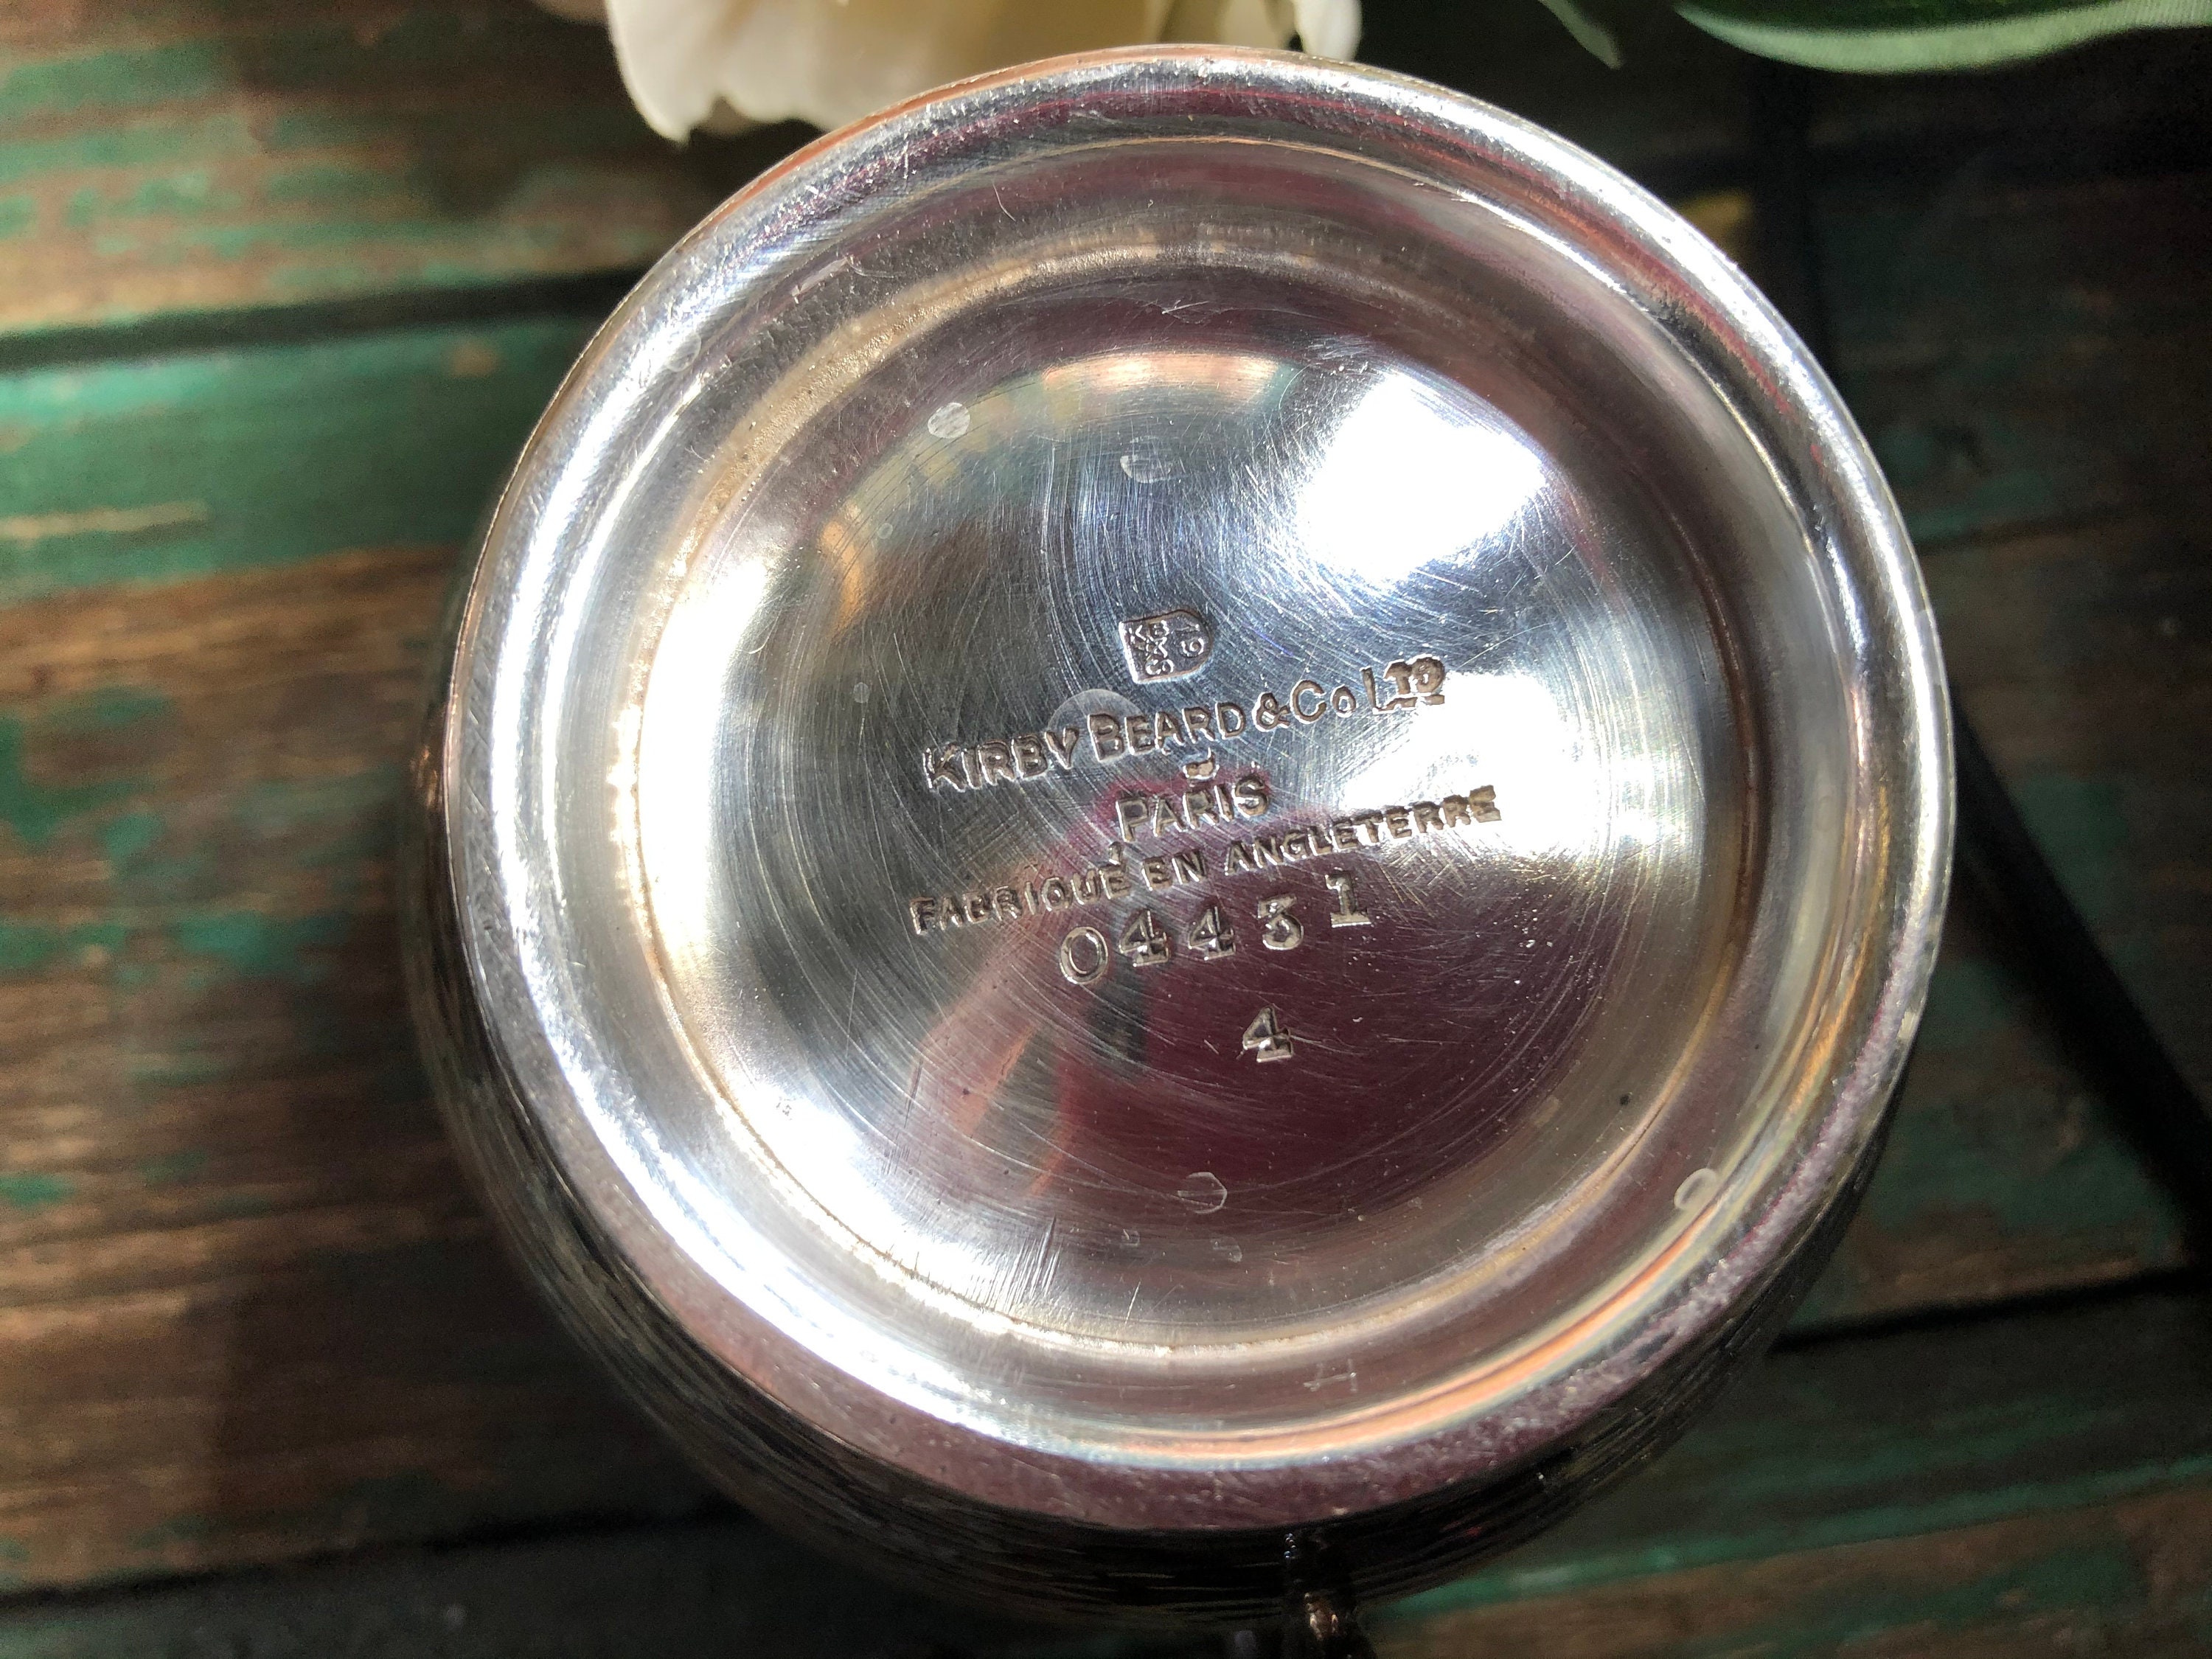 KIRBY BEARD & Co LTD
PARIS
FABRIQUÉ EN ANGLETERRE
04431
4